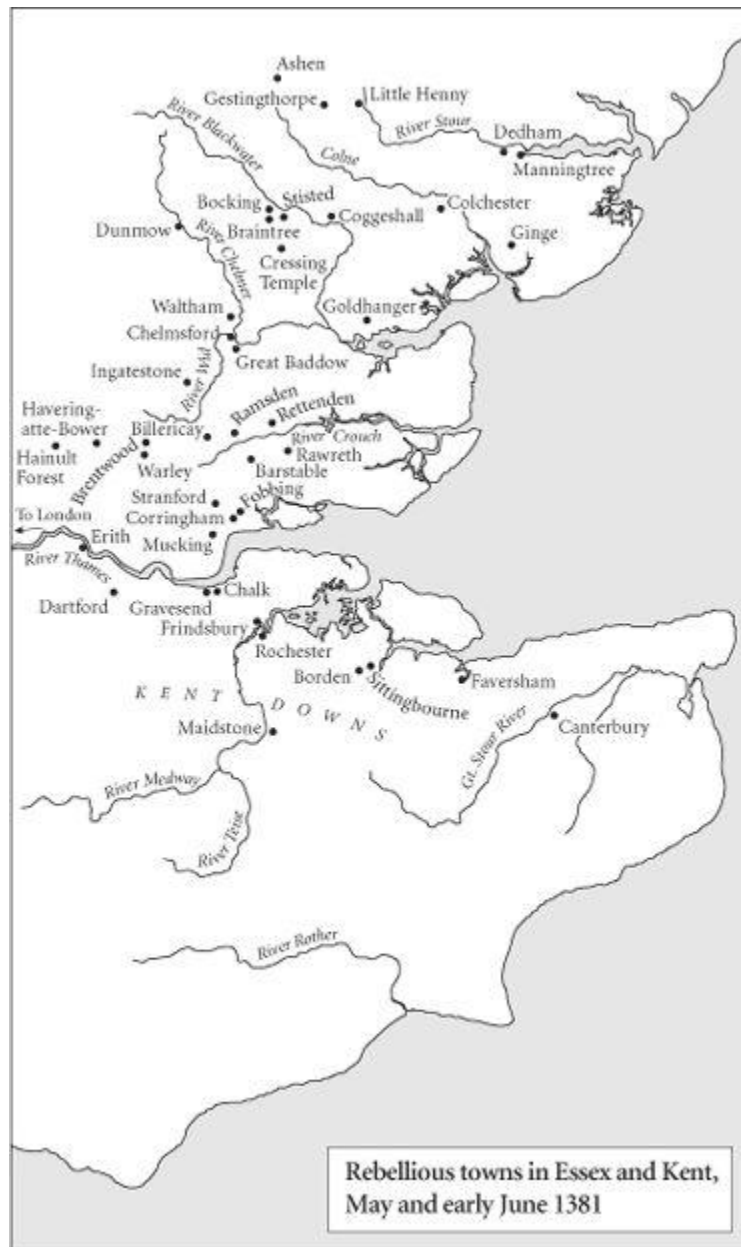 Ashen
Gestingthorpe
Little Henny
River Blackwater
River Stour
Colne
Dedham
Manningtree
Bocking
Stisted
Coggeshall
Colchester
Dunmow
River Chelmer
Braintree
Ginge
Cressing
Temple
Waltham
Goldhanger
Chelmsford
Great Baddow
Ingatestone
River Wid
Havering-
atte-Bower
Billericay
Ramsden
Rettenden
River Crouch
Hainult
Forest
Brentwood
Warley
Rawreth
Barstable
Stranford
Fobbing
Corringham
To London
Erith
Mucking
River Thames
Dartford
Gravesend
Chalk
Frindsbury
Rochester
Borden
Sittingbourne
Faversham
KENT DOWNS
Maidstone
Canterbury
Gt. Stour River
River Medway
River Teise
River Rother
Rebellious towns in Essex and Kent,
May and early June 1381